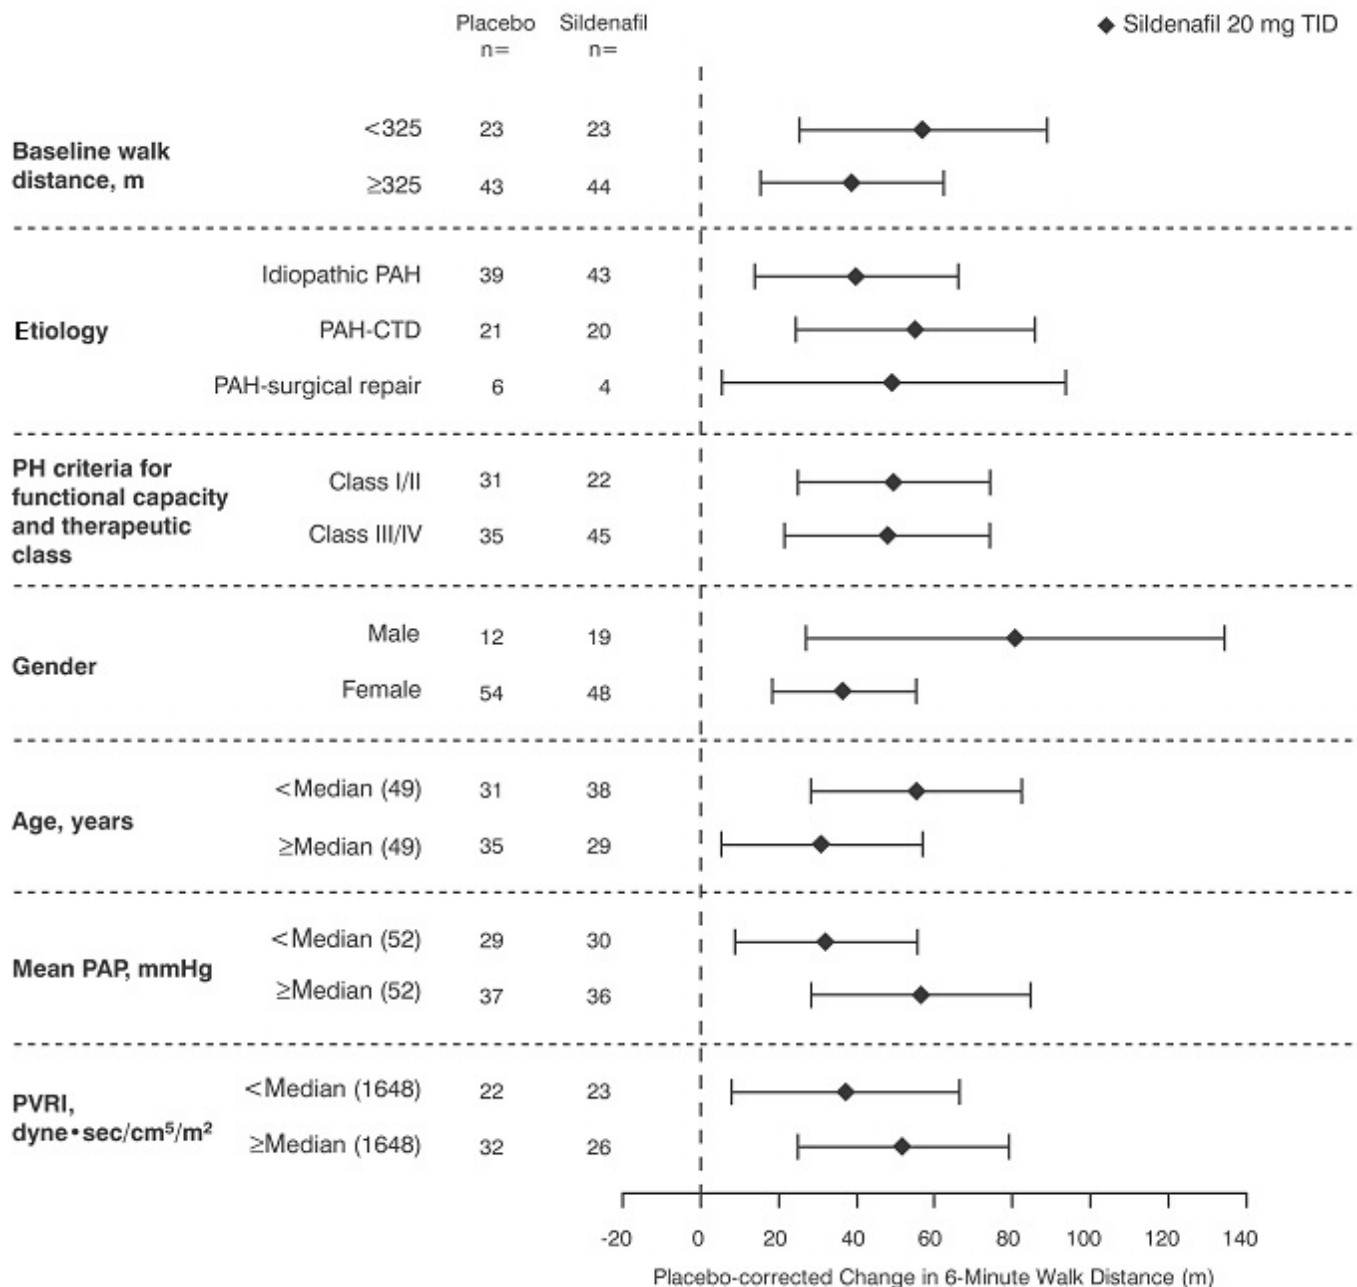 Placebo Sildenafil ◆ Sildenafil 20 mg TID
n= n=
<325 23 23
Baseline walk
distance, m
≥325 43 44
Idiopathic PAH 39 43
Etiology PAH-CTD 21 20
PAH-surgical repair 6 4
PH criteria for
functional capacity
and therapeutic
class
Class I/II 31 22
Class III/IV 35 45
Male 12 19
Gender
Female 54 48
<Median (49) 31 38
Age, years
≥Median (49) 35 29
<Median (52) 29 30
Mean PAP, mmHg
≥Median (52) 37 36
<Median (1648) 22 23
PVRI,
dyne•sec/cm⁵/m²
≥Median (1648) 32 26
-20 0 20 40 60 80 100 120 140
Placebo-corrected Change in 6-Minute Walk Distance (m)